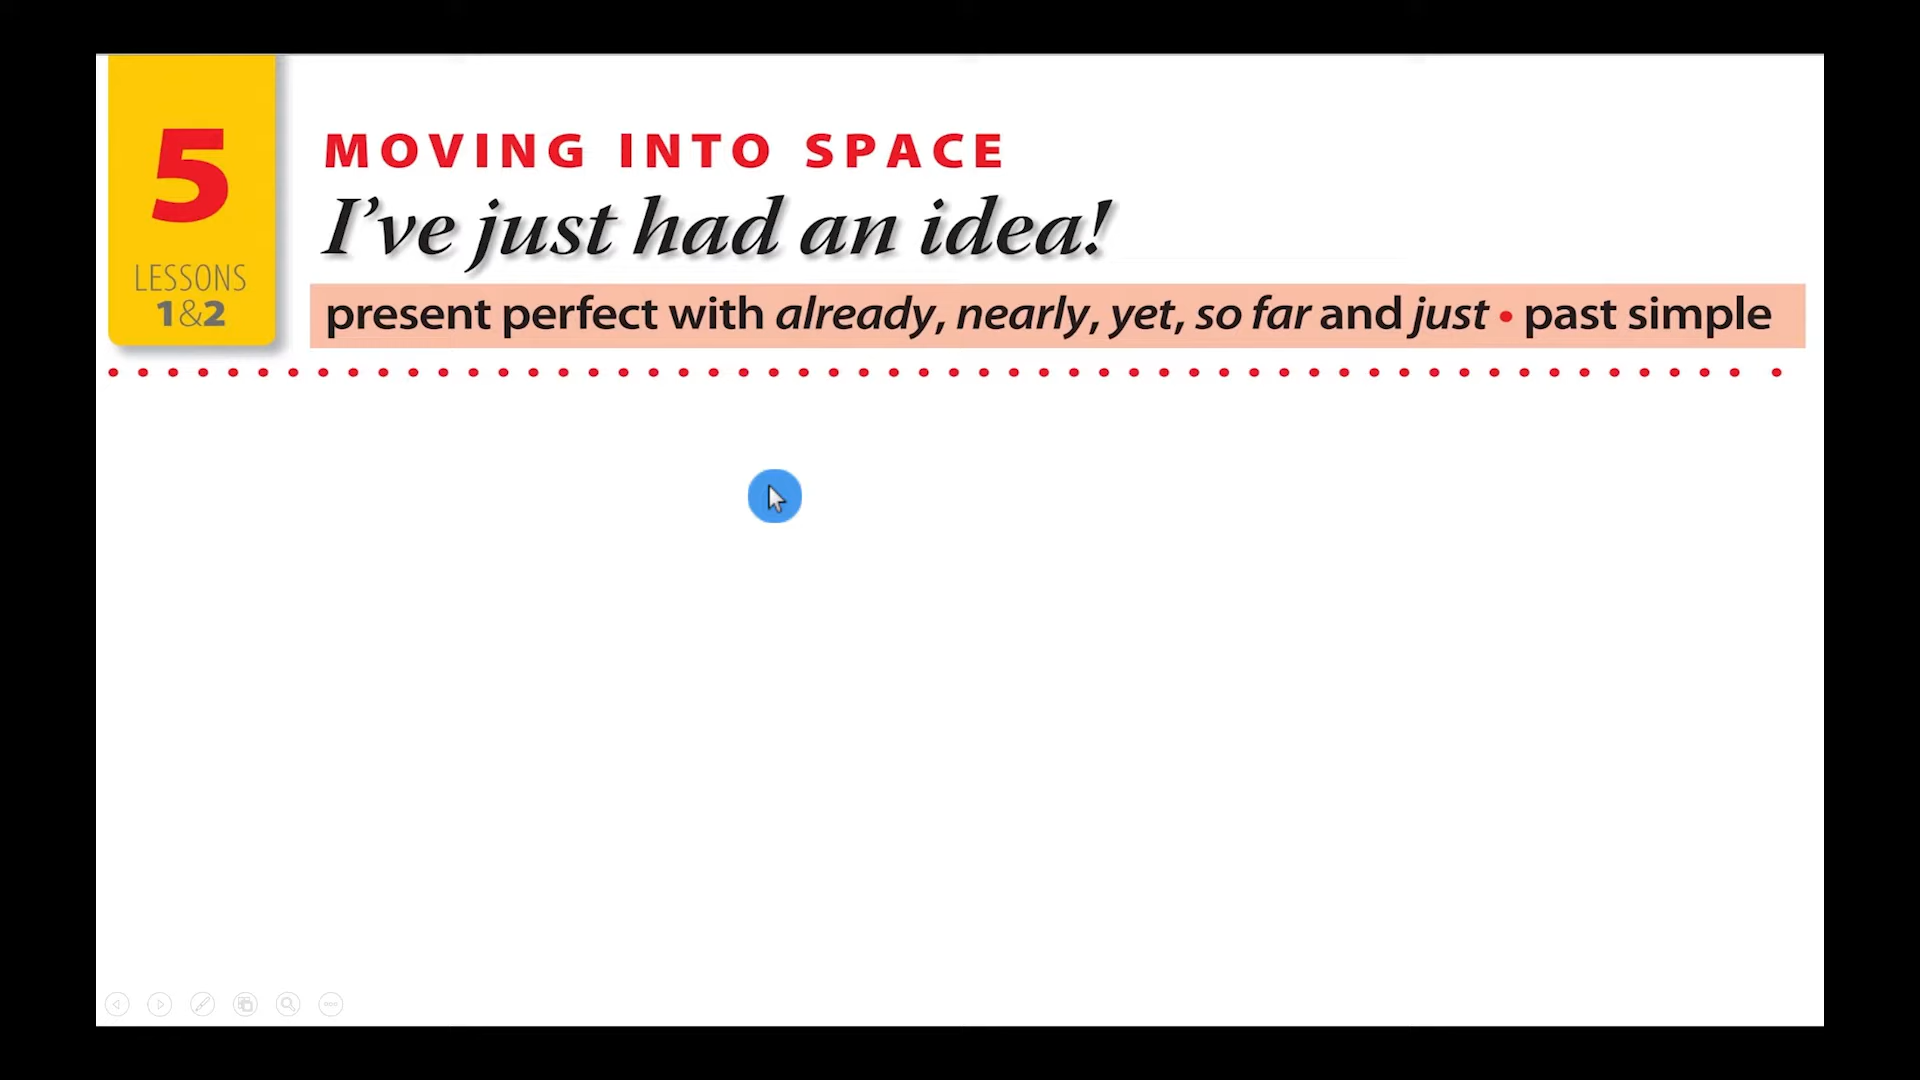 5
LESSONS
1&2
MOVING INTO SPACE
I’ve just had an idea!
present perfect with already, nearly, yet, so far and just • past simple